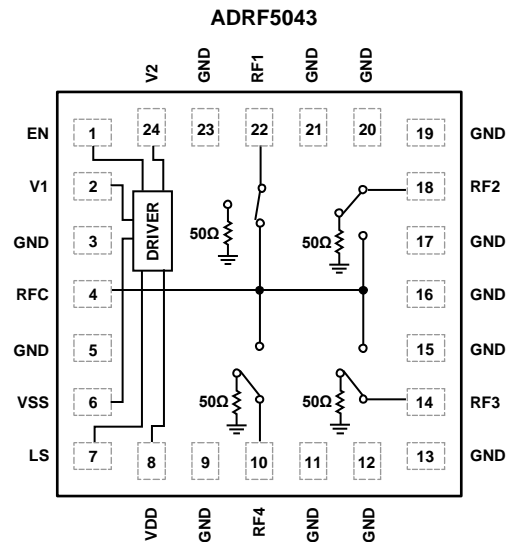 ADRF5043
V2
GND
RF1
GND
GND
24
23
22
21
20
EN 1
19 GND
V1 2
18 RF2
DRIVER
50Ω
50Ω
GND 3
17 GND
RFC 4
16 GND
GND 5
15 GND
VSS 6
50Ω
50Ω
14 RF3
LS 7
8
9
10
11
12
13 GND
VDD
GND
RF4
GND
GND